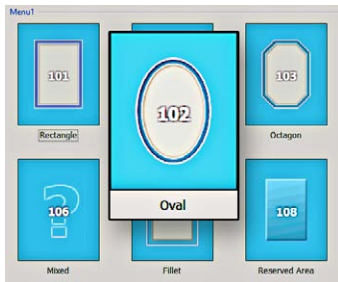 Menu1
101
102
103
Rectangle
Octagon
Oval
106
?
108
Mixed
Fillet
Reserved Area